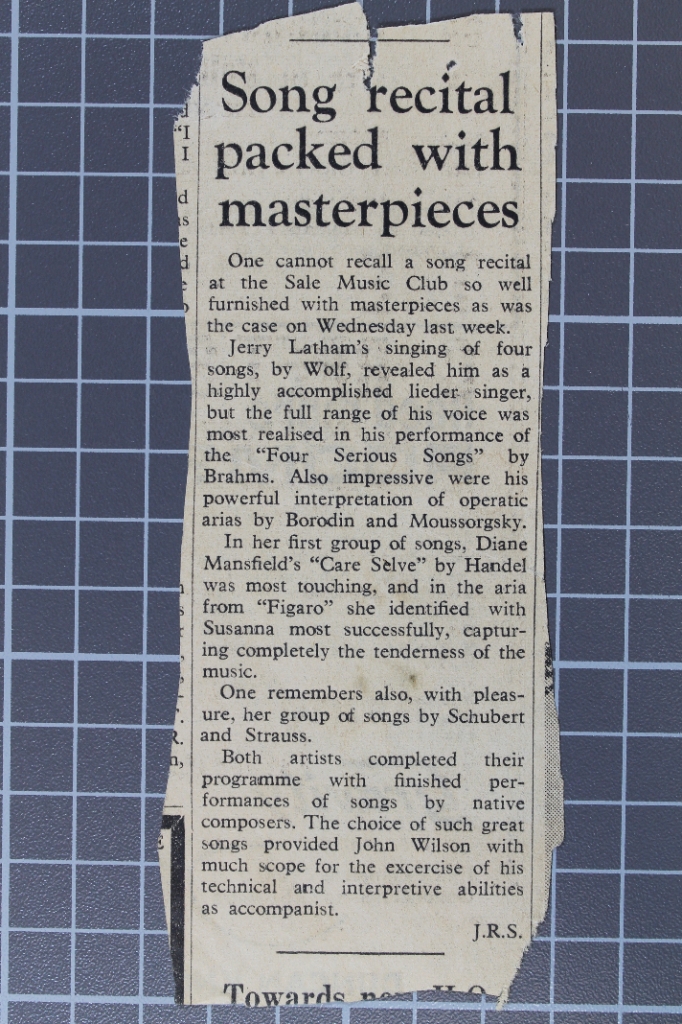 Song recital
packed with
masterpieces
One cannot recall a song recital
at the Sale Music Club so well
furnished with masterpieces as was
the case on Wednesday last week.
Jerry Latham's singing of four
songs, by Wolf, revealed him as a
highly accomplished lieder singer,
but the full range of his voice was
most realised in his performance of
the "Four Serious Songs" by
Brahms. Also impressive were his
powerful interpretation of operatic
arias by Borodin and Moussorgsky.
In her first group of songs, Diane
Mansfield's "Care Selve" by Handel
was most touching, and in the aria
from "Figaro" she identified with
Susanna most successfully, captur-
ing completely the tenderness of the
music.
One remembers also, with pleas-
ure, her group of songs by Schubert
and Strauss.
Both artists completed their
programme with finished per-
formances of songs by native
composers. The choice of such great
songs provided John Wilson with
much scope for the excercise of his
technical and interpretive abilities
as accompanist.
J.R.S.
Towards